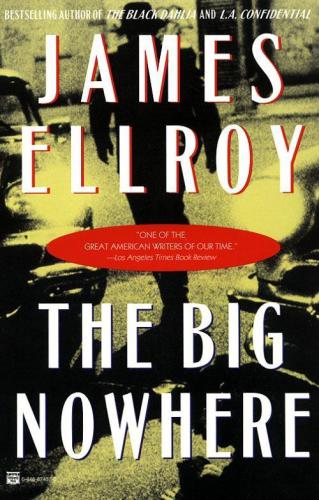 BESTSELLING AUTHOR OF THE BLACK DAHLIA AND L.A. CONFIDENTIAL
JAMES
ELLROY
"ONE OF THE
GREAT AMERICAN WRITERS OF OUR TIME."
—Los Angeles Times Book Review
THE BIG
NOWHERE